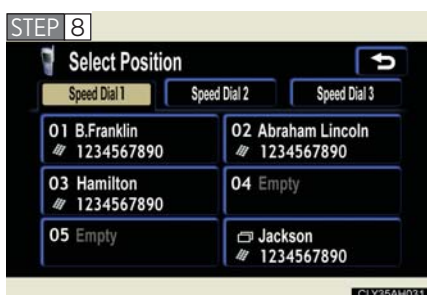 STEP 8
Select Position
Speed Dial 1 Speed Dial 2 Speed Dial 3
01 B.Franklin
1234567890
02 Abraham Lincoln
1234567890
03 Hamilton
1234567890
04 Empty
05 Empty
Jackson
1234567890
CLY35AH031